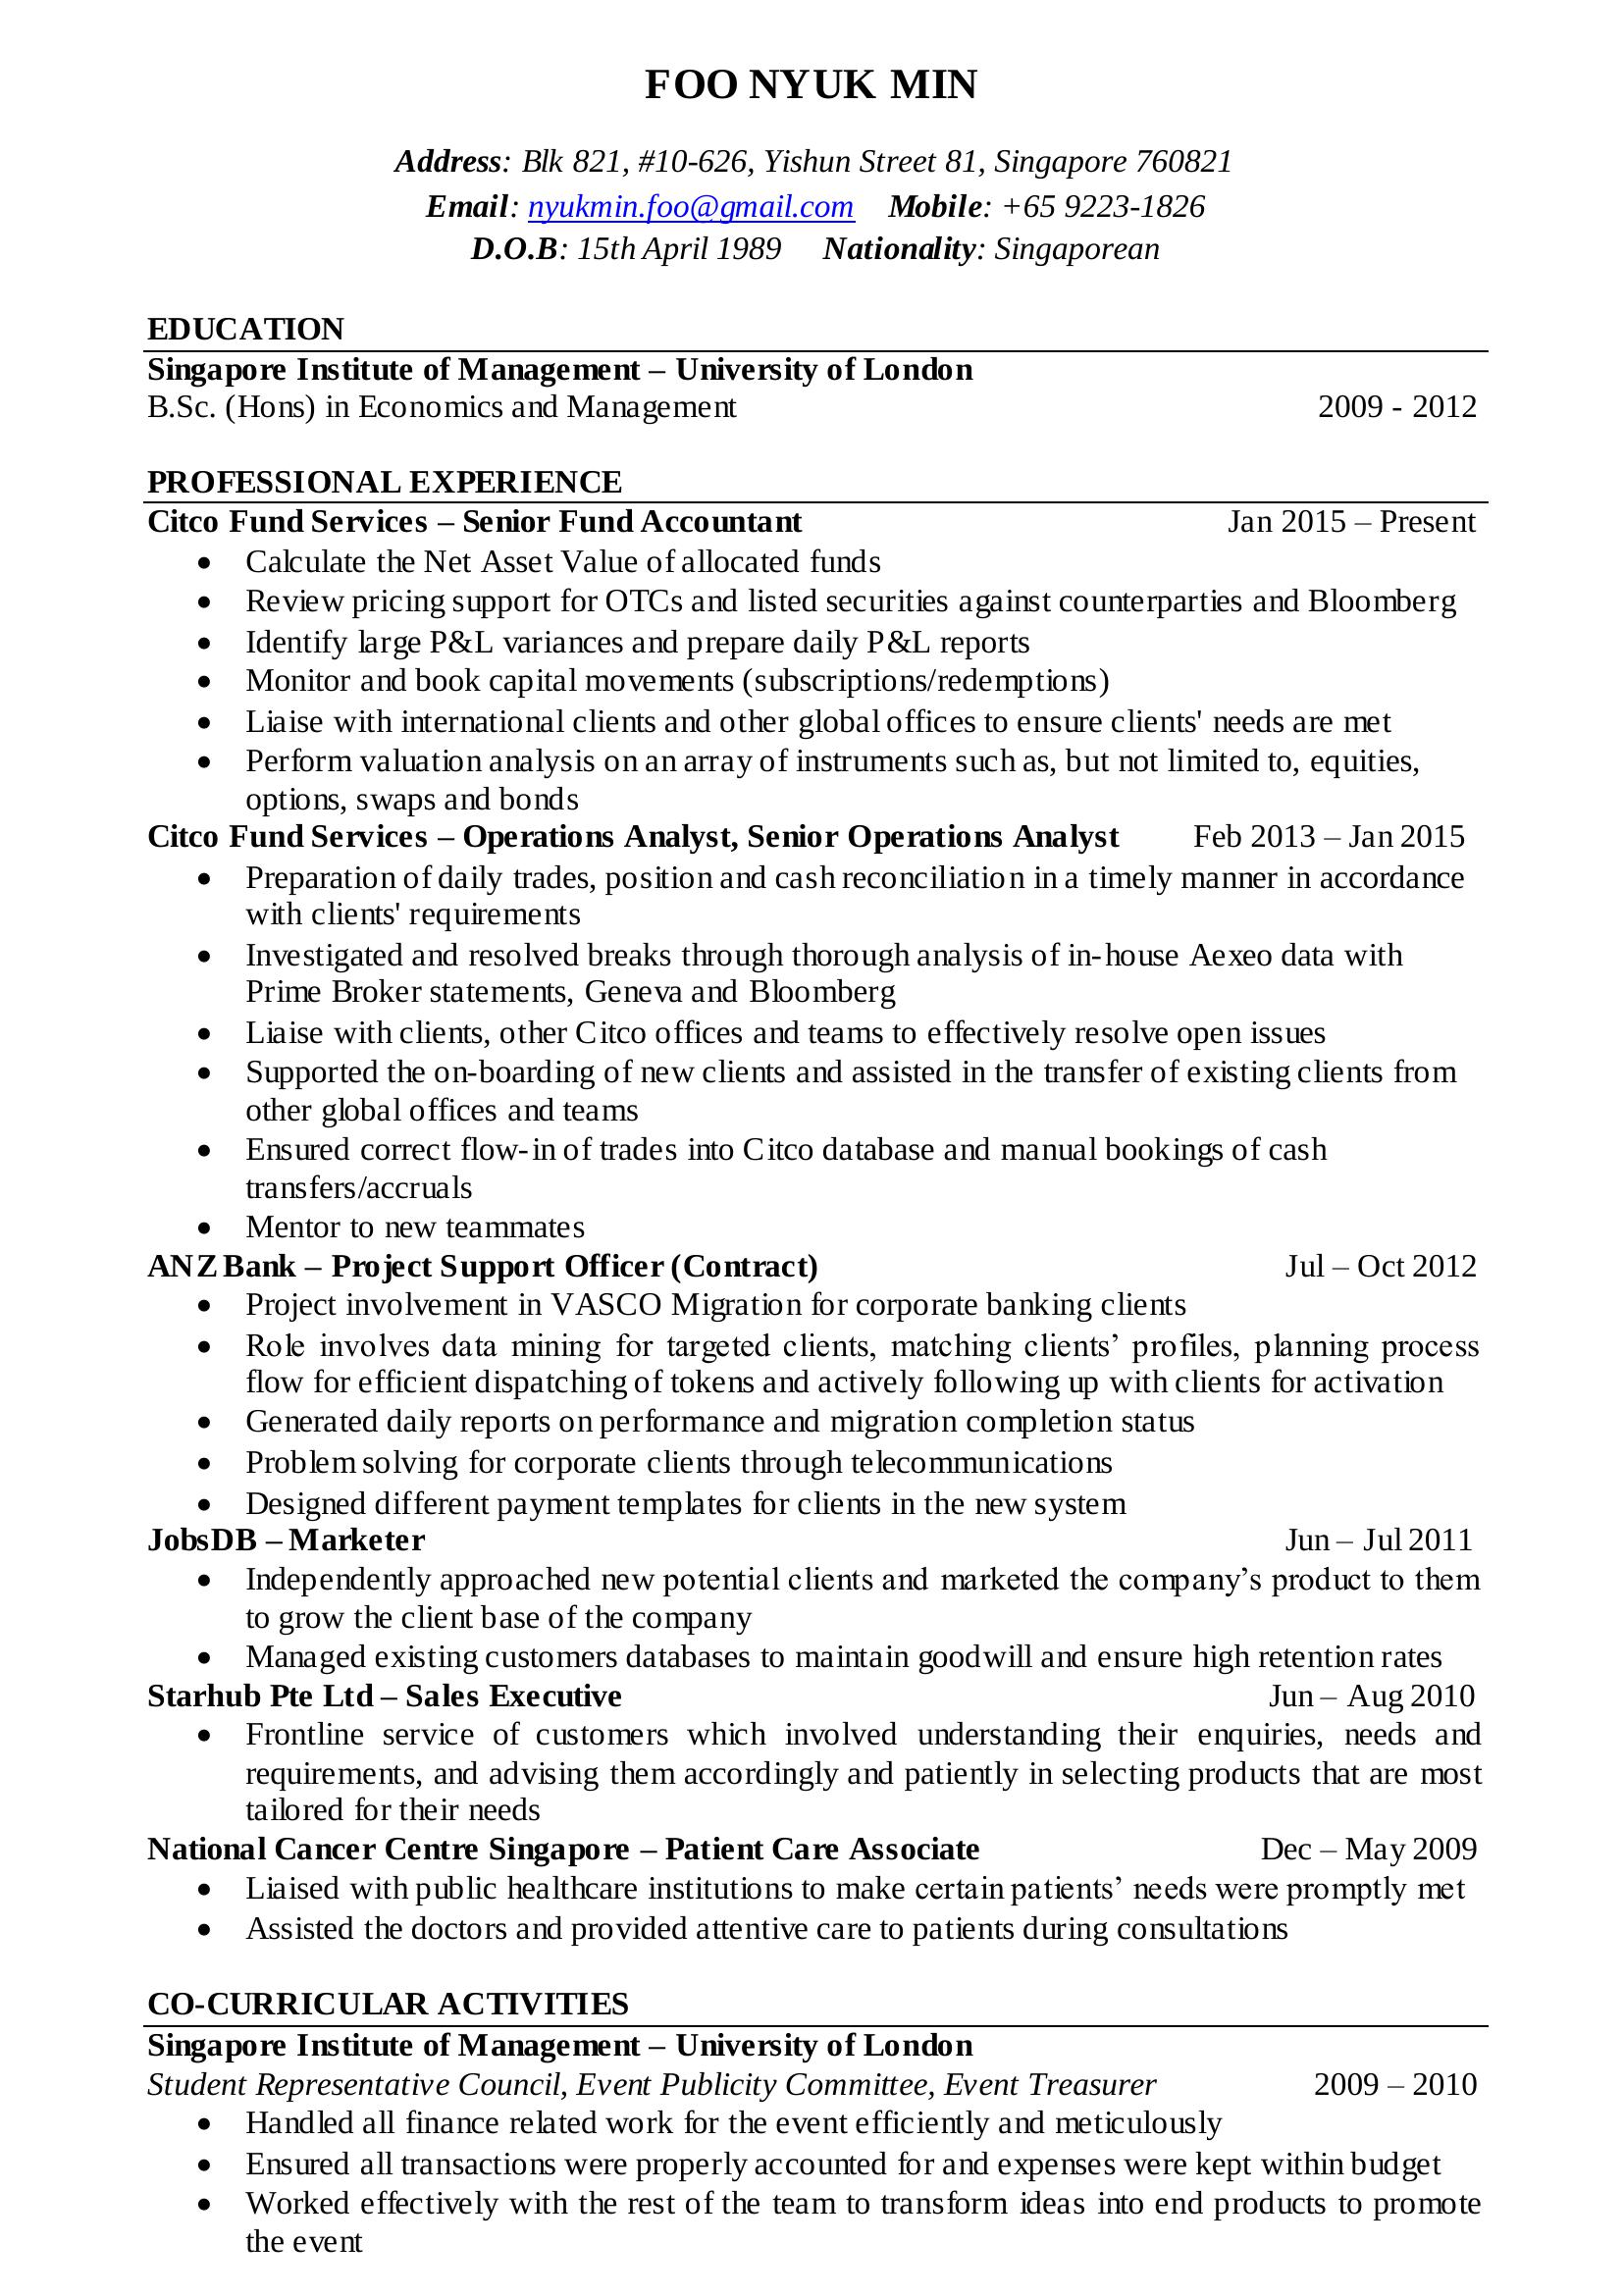 FOO NYUK MIN
Address: Blk 821, #10-626, Yishun Street 81, Singapore 760821
Email: nyukmin.foo@gmail.com Mobile: +65 9223-1826
D.O.B: 15th April 1989 Nationality: Singaporean
EDUCATION
Singapore Institute of Management – University of London
B.Sc. (Hons) in Economics and Management 2009 - 2012
PROFESSIONAL EXPERIENCE
Citco Fund Services – Senior Fund Accountant Jan 2015 – Present
• Calculate the Net Asset Value of allocated funds
• Review pricing support for OTCs and listed securities against counterparties and Bloomberg
• Identify large P&L variances and prepare daily P&L reports
• Monitor and book capital movements (subscriptions/redemptions)
• Liaise with international clients and other global offices to ensure clients' needs are met
• Perform valuation analysis on an array of instruments such as, but not limited to, equities,
options, swaps and bonds
Citco Fund Services – Operations Analyst, Senior Operations Analyst Feb 2013 – Jan 2015
• Preparation of daily trades, position and cash reconciliation in a timely manner in accordance
with clients' requirements
• Investigated and resolved breaks through thorough analysis of in-house Aexeo data with
Prime Broker statements, Geneva and Bloomberg
• Liaise with clients, other Citco offices and teams to effectively resolve open issues
• Supported the on-boarding of new clients and assisted in the transfer of existing clients from
other global offices and teams
• Ensured correct flow-in of trades into Citco database and manual bookings of cash
transfers/accruals
• Mentor to new teammates
ANZ Bank – Project Support Officer (Contract) Jul – Oct 2012
• Project involvement in VASCO Migration for corporate banking clients
• Role involves data mining for targeted clients, matching clients’ profiles, planning process
flow for efficient dispatching of tokens and actively following up with clients for activation
• Generated daily reports on performance and migration completion status
• Problem solving for corporate clients through telecommunications
• Designed different payment templates for clients in the new system
JobsDB – Marketer Jun – Jul 2011
• Independently approached new potential clients and marketed the company’s product to them
to grow the client base of the company
• Managed existing customers databases to maintain goodwill and ensure high retention rates
Starhub Pte Ltd – Sales Executive Jun – Aug 2010
• Frontline service of customers which involved understanding their enquiries, needs and
requirements, and advising them accordingly and patiently in selecting products that are most
tailored for their needs
National Cancer Centre Singapore – Patient Care Associate Dec – May 2009
• Liaised with public healthcare institutions to make certain patients’ needs were promptly met
• Assisted the doctors and provided attentive care to patients during consultations
CO-CURRICULAR ACTIVITIES
Singapore Institute of Management – University of London
Student Representative Council, Event Publicity Committee, Event Treasurer 2009 – 2010
• Handled all finance related work for the event efficiently and meticulously
• Ensured all transactions were properly accounted for and expenses were kept within budget
• Worked effectively with the rest of the team to transform ideas into end products to promote
the event